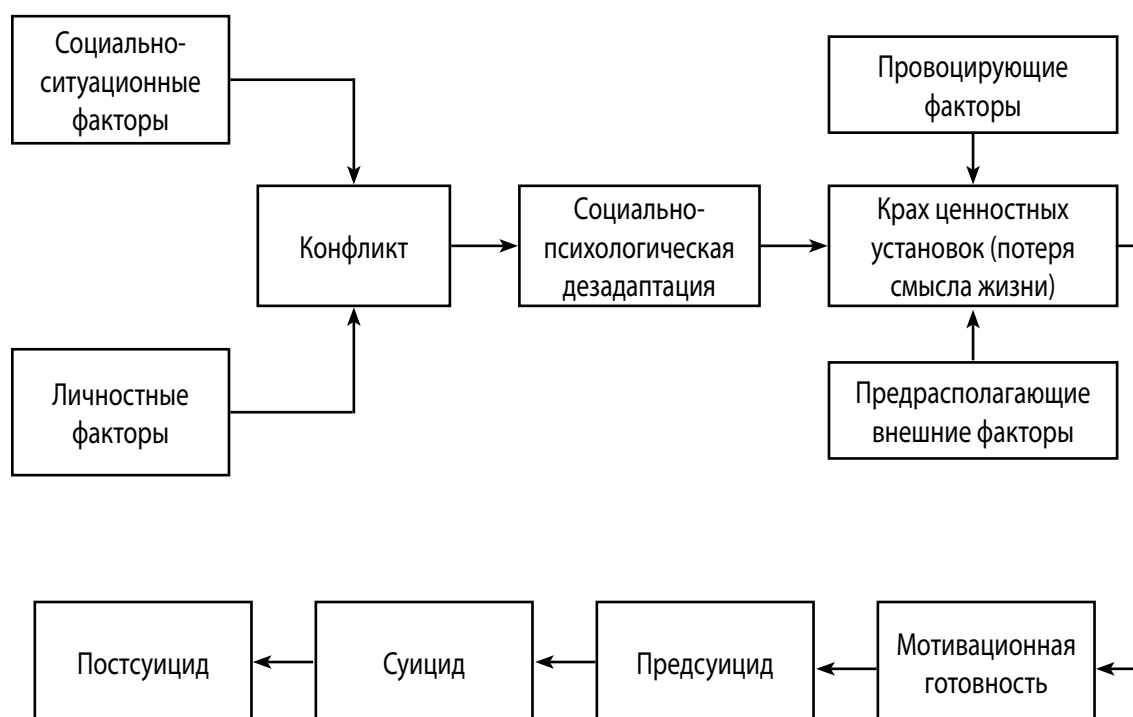 Социально-
ситуационные
факторы
Провоцирующие
факторы
Конфликт
Социально-
психологическая
дезадаптация
Крах ценностных
установок (потеря
смысла жизни)
Личностные
факторы
Предрасполагающие
внешние факторы
Постсуицид
Суицид
Предсуицид
Мотивационная
готовность